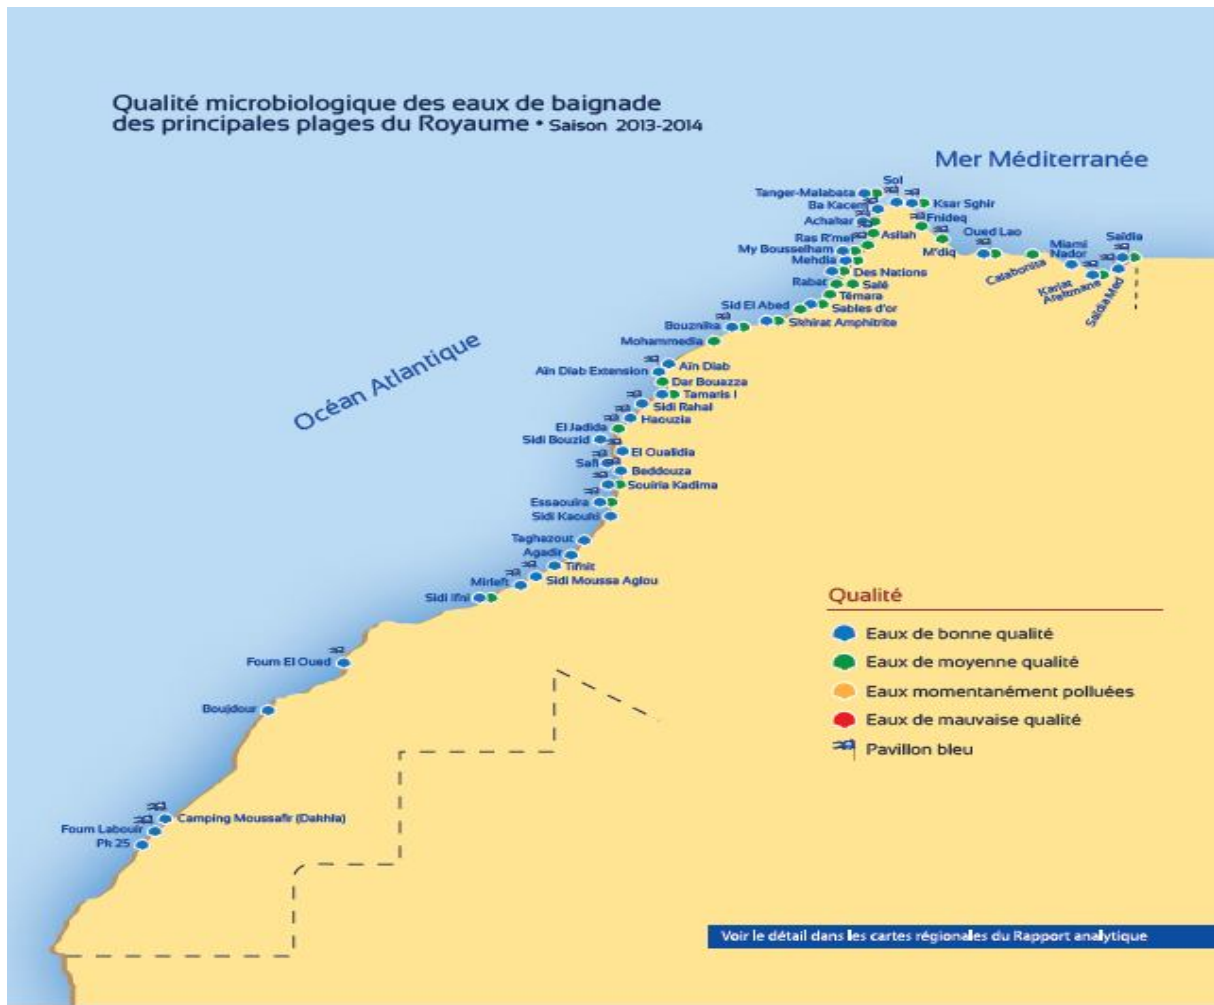 Qualité microbiologique des eaux de baignade
des principales plages du Royaume • Saison 2013-2014
Mer Méditerranée
Océan Atlantique
Sol
Tanger-Malabata
Ba Kacem
Ksar Sghir
Achakar
Fnideq
Ras R'mel
Asilah
Oued Lao
My Bousselham
M'diq
Miami
Nador
Saïdia
Mehdia
Des Nations
Calabonita
Kariat
Arekmane
Saïdia Med
Rabat
Salé
Témara
Sid El Abed
Sables d'or
Skhirat Amphitrite
Bouznika
Mohammedia
Aïn Diab
Aïn Diab Extension
Dar Bouazza
Tamaris I
Sidi Rahal
Haouzia
El Jadida
Sidi Bouzid
El Oualidia
Safi
Beddouza
Souiria Kadima
Essaouira
Sidi Kaouki
Taghazout
Agadir
Tifnit
Sidi Moussa Aglou
Mirleft
Sidi Ifni
Foum El Oued
Boujdour
Camping Moussafir (Dakhla)
Foum Labouir
Pk 25
Qualité
Eaux de bonne qualité
Eaux de moyenne qualité
Eaux momentanément polluées
Eaux de mauvaise qualité
Pavillon bleu
Voir le détail dans les cartes régionales du Rapport analytique